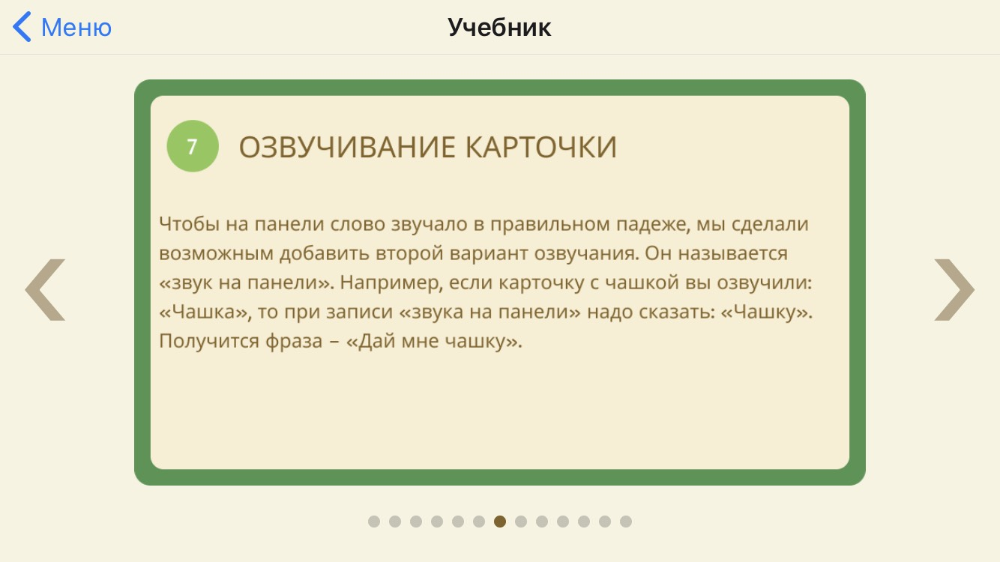 Меню
Учебник
7
ОЗВУЧИВАНИЕ КАРТОЧКИ
Чтобы на панели слово звучало в правильном падеже, мы сделали
возможным добавить второй вариант озвучания. Он называется
«звук на панели». Например, если карточку с чашкой вы озвучили:
«Чашка», то при записи «звука на панели» надо сказать: «Чашку».
Получится фраза – «Дай мне чашку».